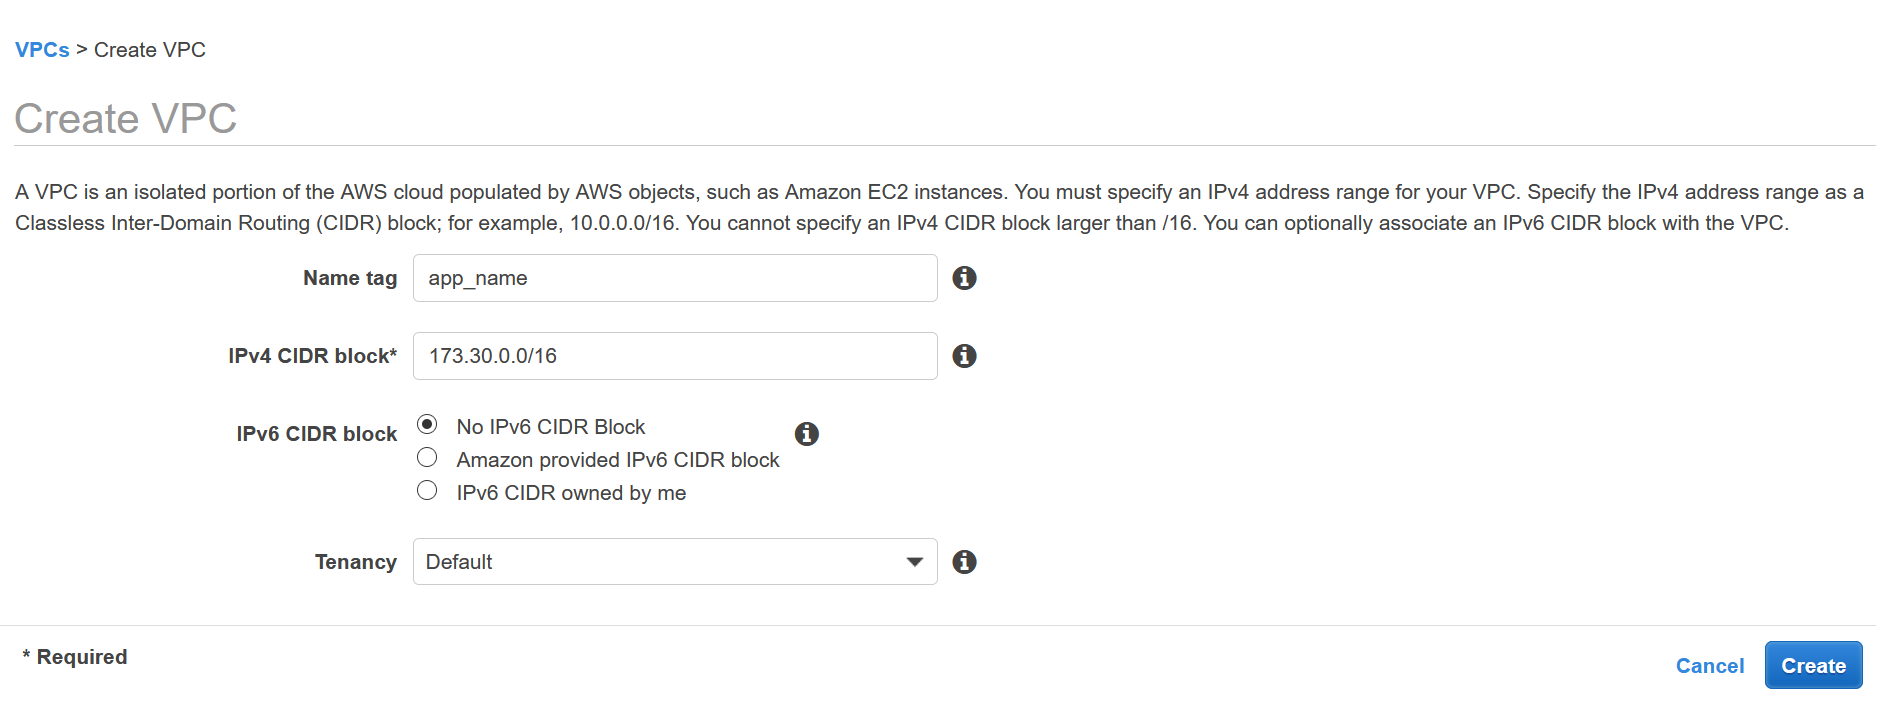 VPCs > Create VPC
Create VPC
A VPC is an isolated portion of the AWS cloud populated by AWS objects, such as Amazon EC2 instances. You must specify an IPv4 address range for your VPC. Specify the IPv4 address range as a
Classless Inter-Domain Routing (CIDR) block; for example, 10.0.0.0/16. You cannot specify an IPv4 CIDR block larger than /16. You can optionally associate an IPv6 CIDR block with the VPC.
Name tag app_name
IPv4 CIDR block* 173.30.0.0/16
IPv6 CIDR block No IPv6 CIDR Block
Amazon provided IPv6 CIDR block
IPv6 CIDR owned by me
Tenancy Default
* Required
Cancel Create